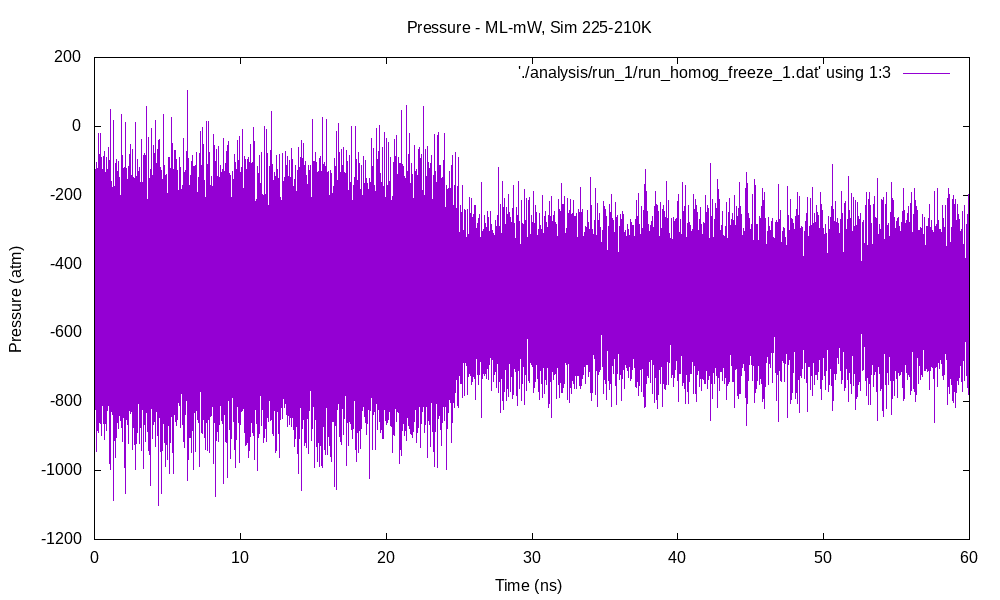 Pressure - ML-mW, Sim 225-210K
'./analysis/run_1/run_homog_freeze_1.dat' using 1:3
200
0
-200
-400
-600
-800
-1000
-1200
Pressure (atm)
0 10 20 30 40 50 60
Time (ns)